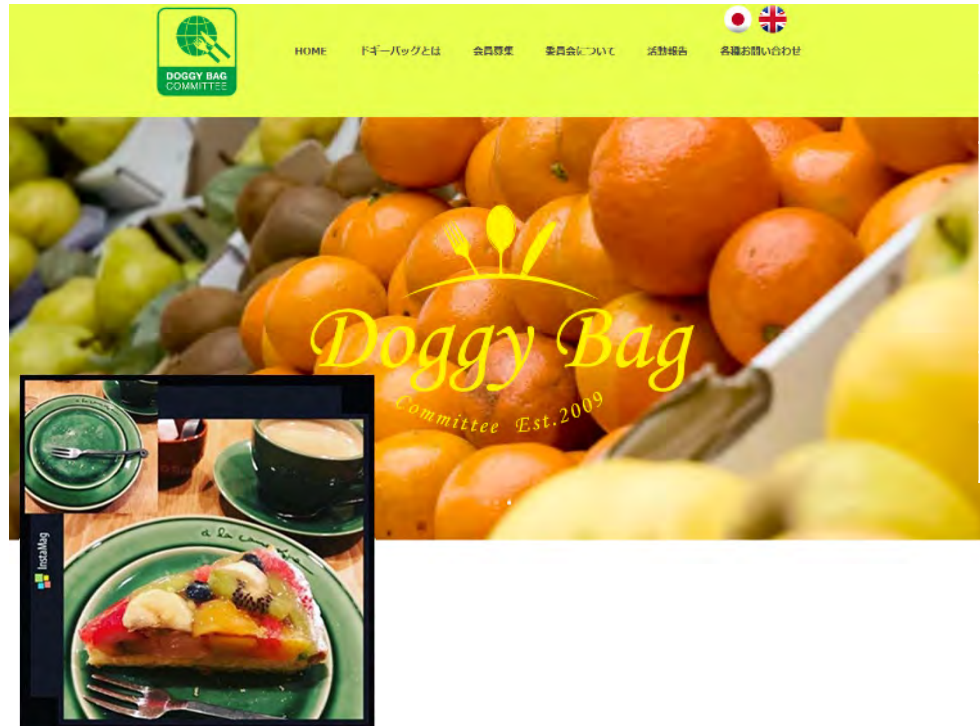 DOGGY BAG
COMMITTEE
HOME ドギーバッグとは 会員募集 委員会について 活動報告 各種お問い合わせ
Doggy Bag
Committee Est.2009
InstaMag